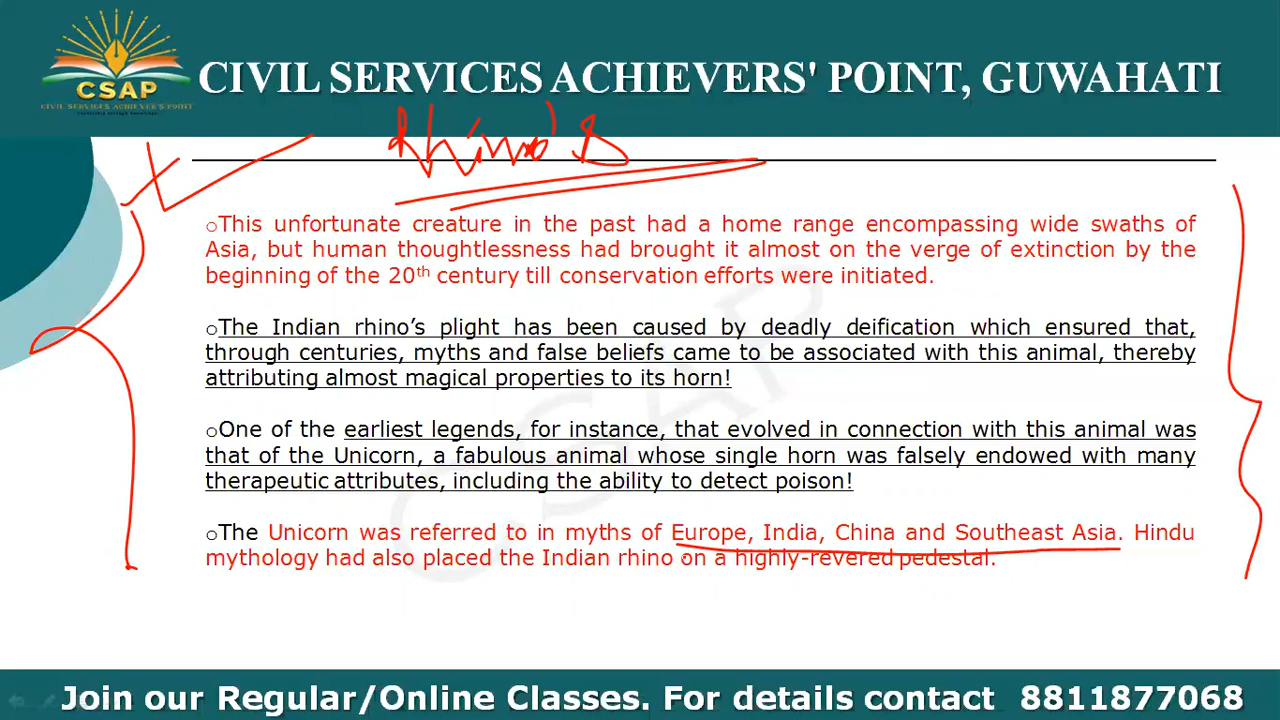 CSAP
CIVIL SERVICES ACHIEVER'S POINT
CIVIL SERVICES ACHIEVERS' POINT, GUWAHATI
Rhino's
oThis unfortunate creature in the past had a home range encompassing wide swaths of
Asia, but human thoughtlessness had brought it almost on the verge of extinction by the
beginning of the 20th century till conservation efforts were initiated.
oThe Indian rhino’s plight has been caused by deadly deification which ensured that,
through centuries, myths and false beliefs came to be associated with this animal, thereby
attributing almost magical properties to its horn!
oOne of the earliest legends, for instance, that evolved in connection with this animal was
that of the Unicorn, a fabulous animal whose single horn was falsely endowed with many
therapeutic attributes, including the ability to detect poison!
oThe Unicorn was referred to in myths of Europe, India, China and Southeast Asia. Hindu
mythology had also placed the Indian rhino on a highly-revered pedestal.
CSAP
Join our Regular/Online Classes. For details contact 8811877068